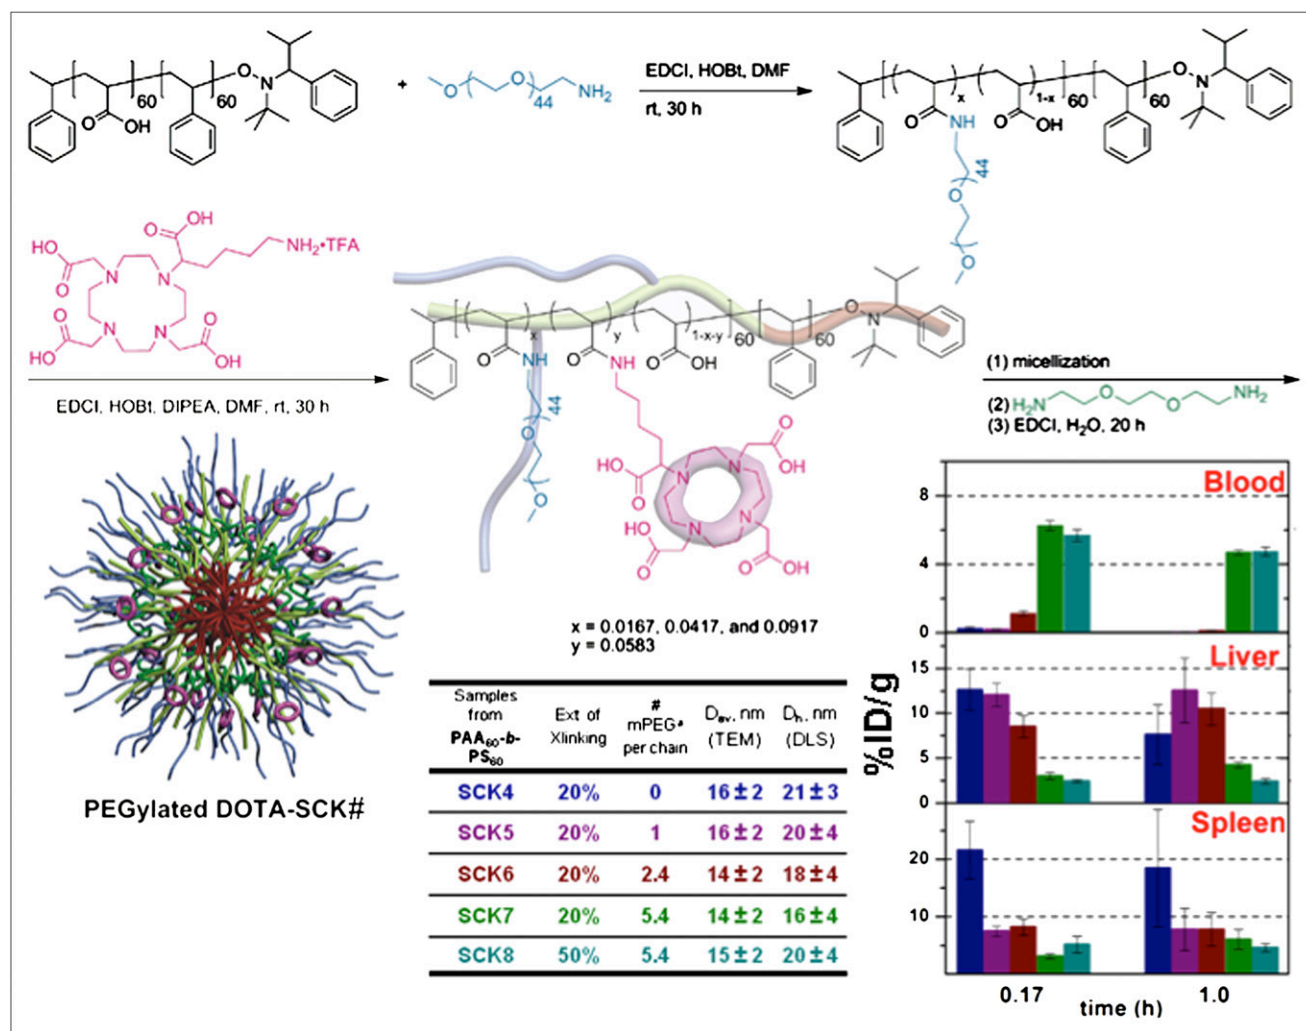 60
60
O
N
O
OH
+
O
O
44
NH₂
EDCI, HOBt, DMF
rt, 30 h
x
1-x
60
60
O
N
O
NH
O
OH
44
O
O
HO
O
O
OH
NH₂•TFA
N
N
N
N
O
HO
O
OH
EDCI, HOBt, DIPEA, DMF, rt, 30 h
x
y
1-x-y
60
60
O
N
O
NH
O
NH
O
OH
44
O
O
HO
O
O
OH
N
N
N
N
HO
O
O
OH
(1) micellization
(2) H₂N
O
O
NH₂
(3) EDCI, H₂O, 20 h
x = 0.0167, 0.0417, and 0.0917
y = 0.0583
PEGylated DOTA-SCK#
Samples from PAA₆₀-b-PS₆₀
Ext of Xlinking
# mPEGᵃ per chain
Dₐᵥ, nm (TEM)
Dₕ, nm (DLS)
SCK4 20% 0 16±2 21±3
SCK5 20% 1 16±2 20±4
SCK6 20% 2.4 14±2 18±4
SCK7 20% 5.4 14±2 16±4
SCK8 50% 5.4 15±2 20±4
Blood
8
4
0
Liver
15
10
5
0
Spleen
20
10
%ID/g
0.17
1.0
time (h)